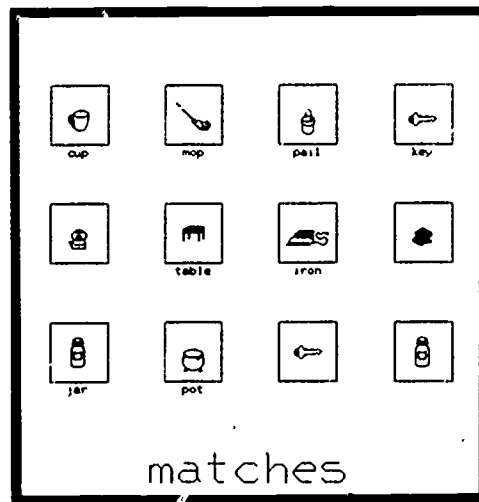 cup mop pail key
table iron
jar pot
matches